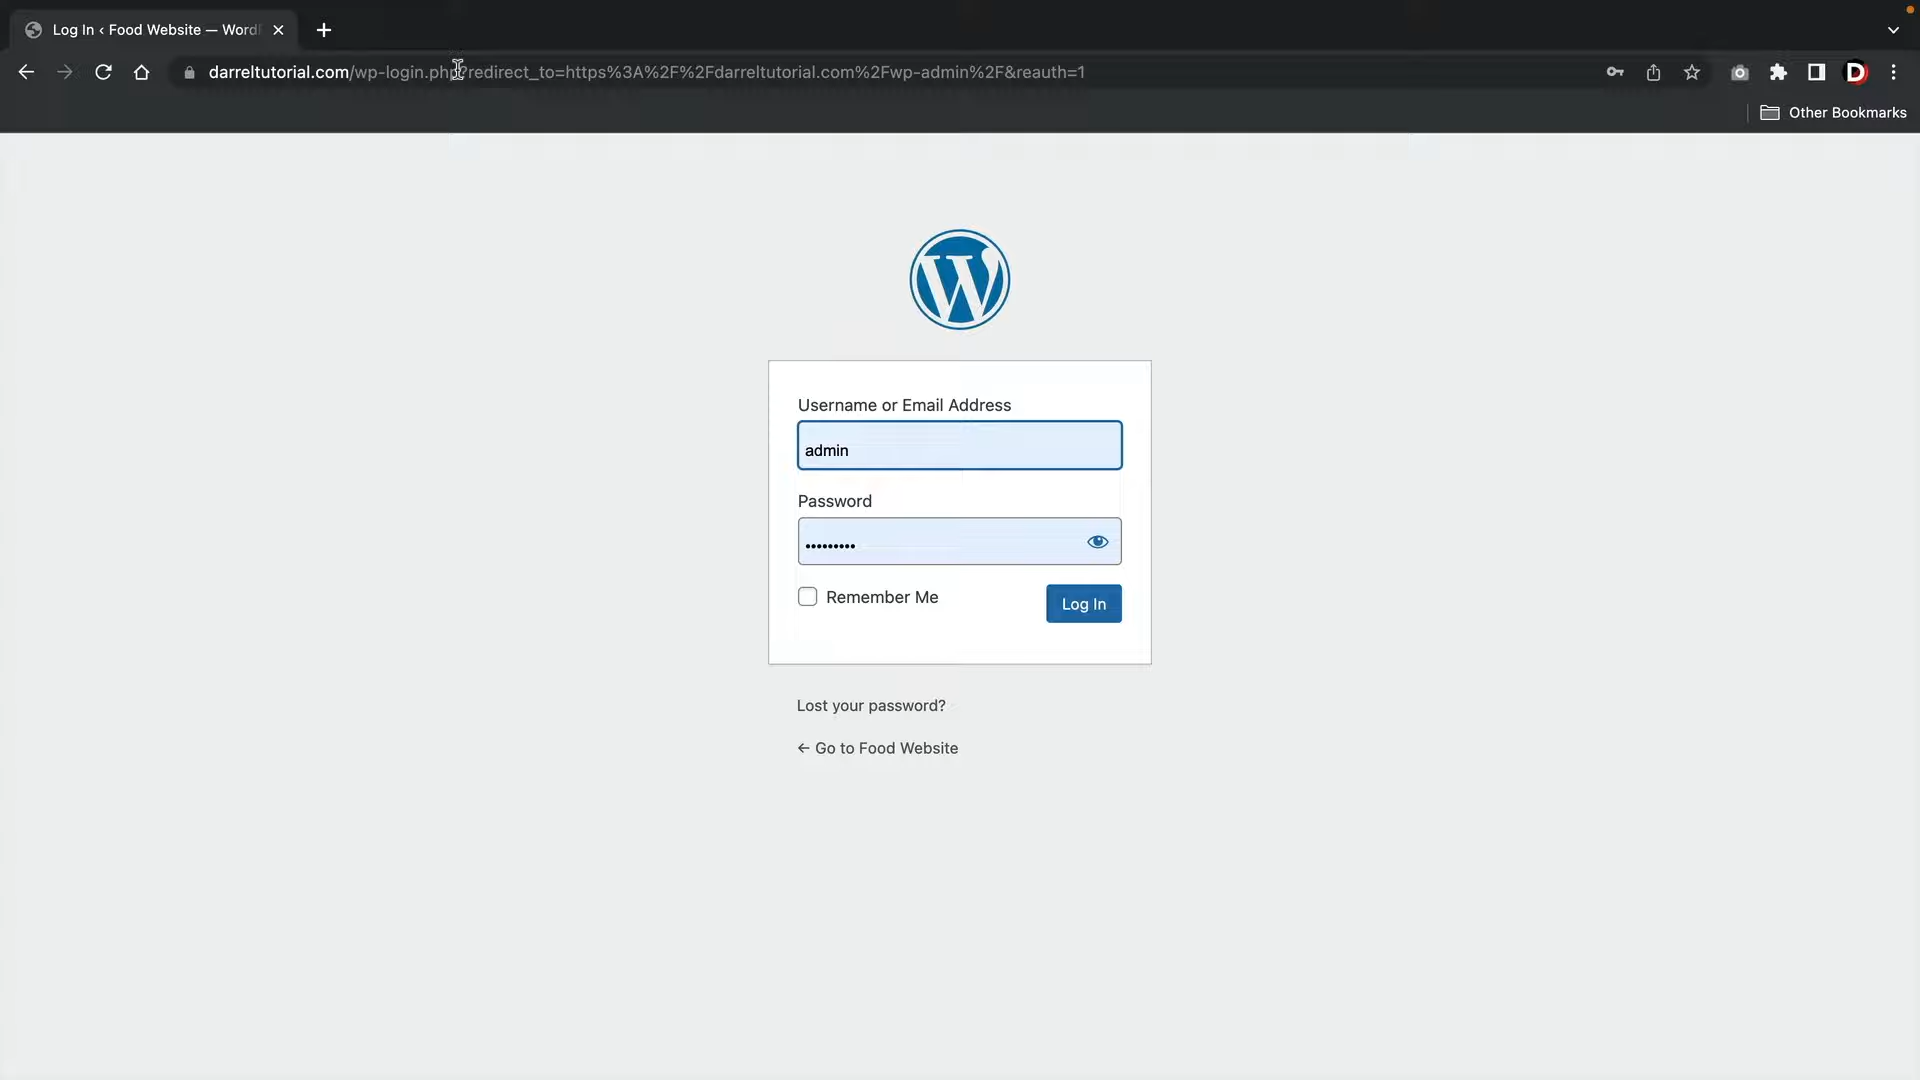 Log In ‹ Food Website — Word
darreltutorial.com/wp-login.php?redirect_to=https%3A%2F%2Fdarreltutorial.com%2Fwp-admin%2F&reauth=1
D
Other Bookmarks
W
Username or Email Address
admin
Password
•••••••••
Remember Me
Log In
Lost your password?
← Go to Food Website